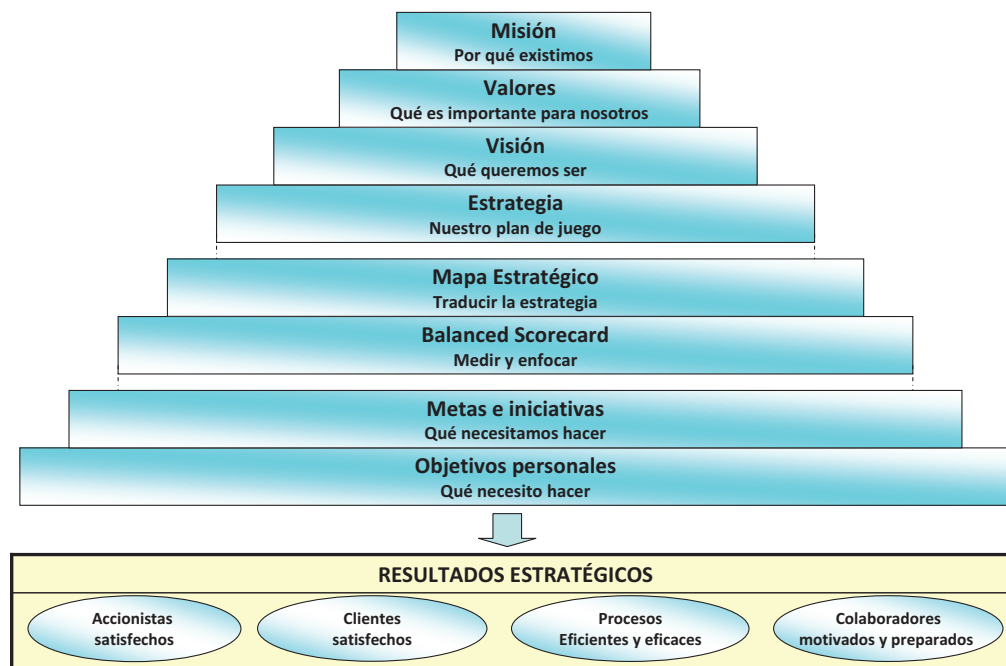 Misión
Por qué existimos
Valores
Qué es importante para nosotros
Visión
Qué queremos ser
Estrategia
Nuestro plan de juego
Mapa Estratégico
Traducir la estrategia
Balanced Scorecard
Medir y enfocar
Metas e iniciativas
Qué necesitamos hacer
Objetivos personales
Qué necesito hacer
RESULTADOS ESTRATÉGICOS
Accionistas
satisfechos
Clientes
satisfechos
Procesos
Eficientes y eficaces
Colaboradores
motivados y preparados